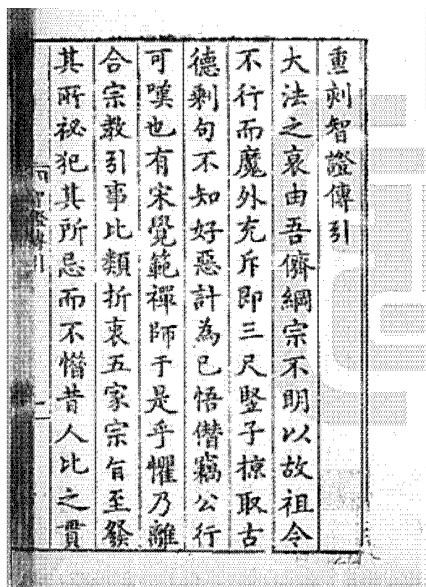 重刻智證傳引
大法之衰由吾儕綱宗不明以故祖令
不行而魔外充斥即三尺竪子掠取古
德剩句不知好惡計為已悟僭竊公行
可嘆也有宋覺範禪師于是乎懼乃離
合宗教引事比類折衷五家宗旨至發
其所秘犯其所忌而不惜昔人比之貫